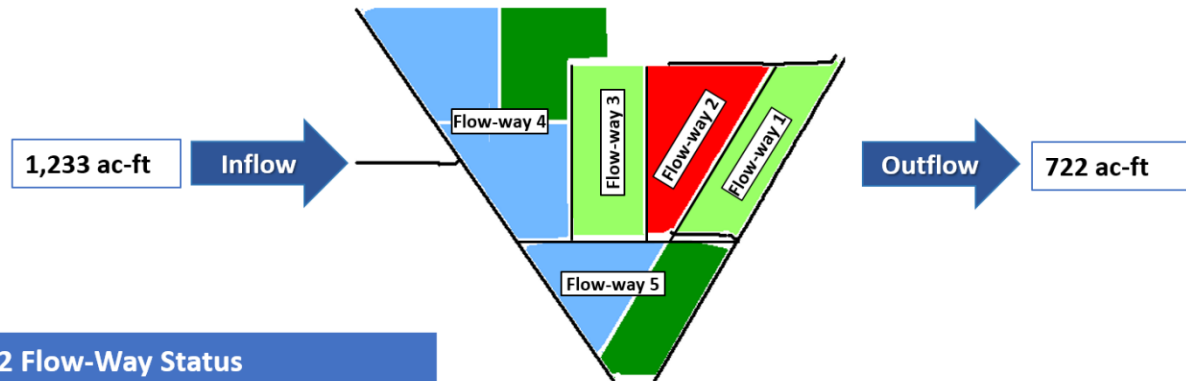 1,233 ac-ft
Inflow
Flow-way 4
Flow-way 3
Flow-way 2
Flow-way 1
Outflow
722 ac-ft
Flow-way 5
2 Flow-Way Status